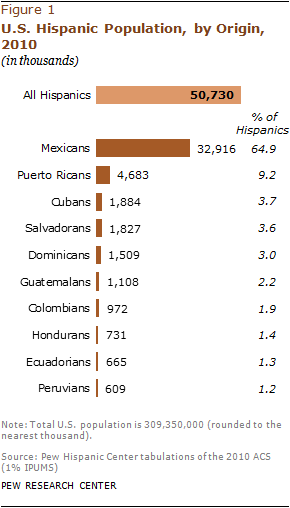 Figure 1
U.S. Hispanic Population, by Origin,
2010
(in thousands)
All Hispanics 50,730
% of
Hispanics
Mexicans 32,916 64.9
Puerto Ricans 4,683 9.2
Cubans 1,884 3.7
Salvadorans 1,827 3.6
Dominicans 1,509 3.0
Guatemalans 1,108 2.2
Colombians 972 1.9
Hondurans 731 1.4
Ecuadorians 665 1.3
Peruvians 609 1.2
Note: Total U.S. population is 309,350,000 (rounded to the
nearest thousand).
Source: Pew Hispanic Center tabulations of the 2010 ACS
(1% IPUMS)
PEW RESEARCH CENTER